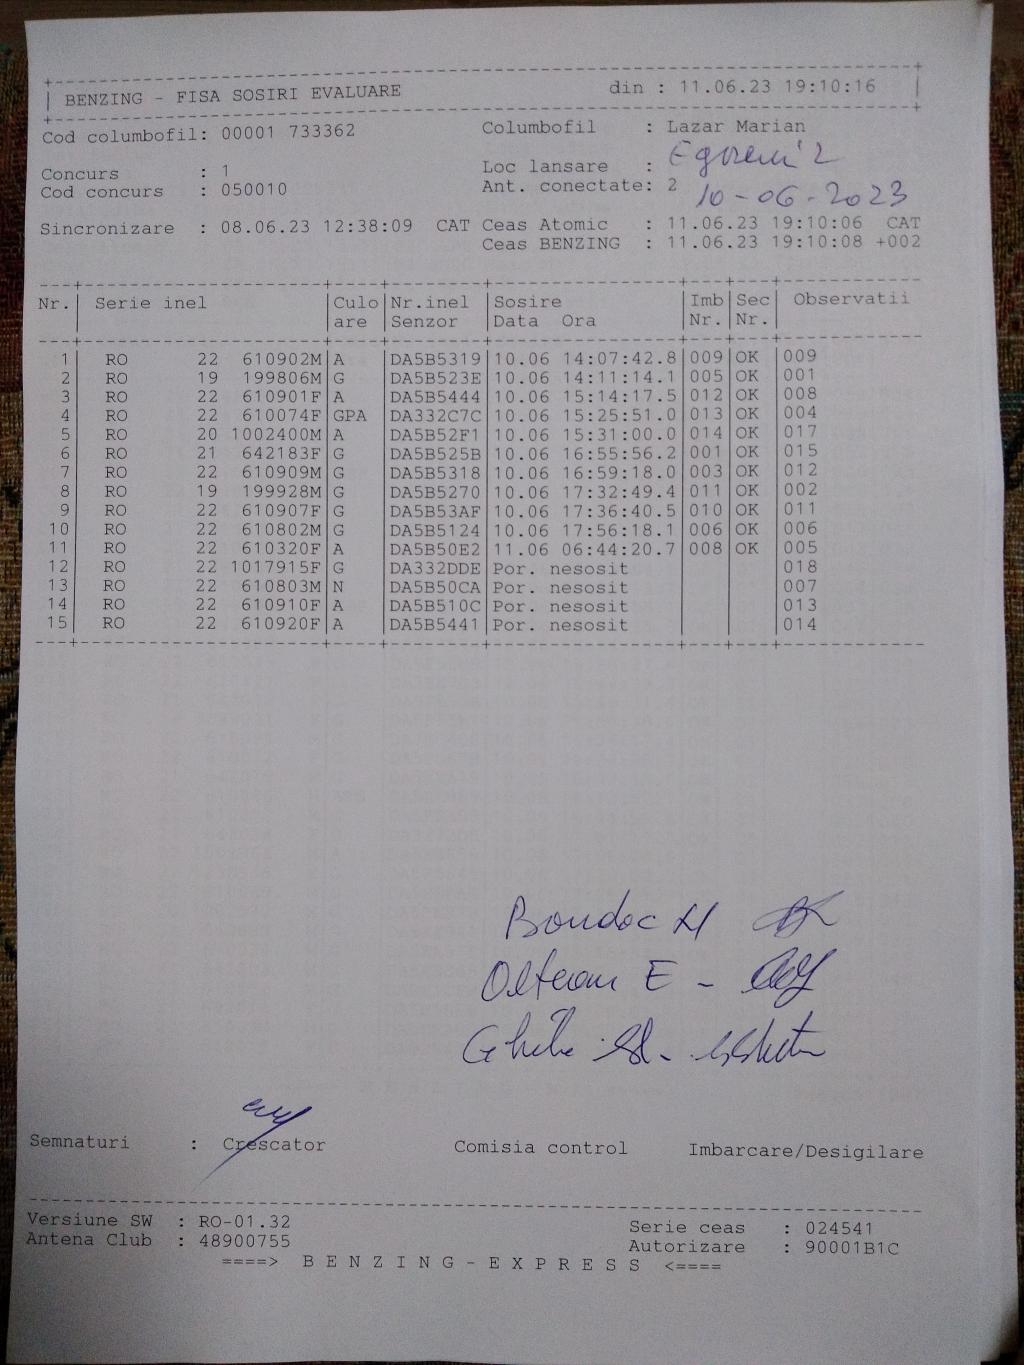 BENZING - FISA SOSIRI EVALUARE din : 11.06.23 19:10:16
Cod columbofil: 00001 733362 Columbofil : Lazar Marian
Concurs : 1 Loc lansare : 2
Cod concurs : 050010 Ant. conectate: 2 10-06-2023
Sincronizare : 08.06.23 12:38:09 CAT Ceas Atomic : 11.06.23 19:10:06 CAT
Ceas BENZING : 11.06.23 19:10:08 +002
Nr. Serie inel Culo Nr.inel Sosire Imb Sec Observatii
are Senzor Data Ora Nr. Nr.
1 RO 22 610902M A DA5B5319 10.06 14:07:42.8 009 OK 009
2 RO 19 199806M G DA5B523E 10.06 14:11:14.1 005 OK 001
3 RO 22 610901F A DA5B5444 10.06 15:14:17.5 012 OK 008
4 RO 22 610074F GPA DA332C7C 10.06 15:25:51.0 013 OK 004
5 RO 20 1002400M A DA5B52F1 10.06 15:31:00.0 014 OK 017
6 RO 21 642183F G DA5B525B 10.06 16:55:56.2 001 OK 015
7 RO 22 610909M G DA5B5318 10.06 16:59:18.0 003 OK 012
8 RO 19 199928M G DA5B5270 10.06 17:32:49.4 011 OK 002
9 RO 22 610907F G DA5B53AF 10.06 17:36:40.5 010 OK 011
10 RO 22 610802M G DA5B5124 10.06 17:56:18.1 006 OK 006
11 RO 22 610320F A DA5B50E2 11.06 06:44:20.7 008 OK 005
12 RO 22 1017915F G DA332DDE Por. nesosit 018
13 RO 22 610803M N DA5B50CA Por. nesosit 007
14 RO 22 610910F A DA5B510C Por. nesosit 013
15 RO 22 610920F A DA5B5441 Por. nesosit 014
Bondoc
Oltean E -
Semnaturi : Crescator Comisia control Imbarcare/Desigilare
Versiune SW : RO-01.32 Serie ceas : 024541
Antena Club : 48900755 Autorizare : 90001B1C
====> B E N Z I N G - E X P R E S S <====